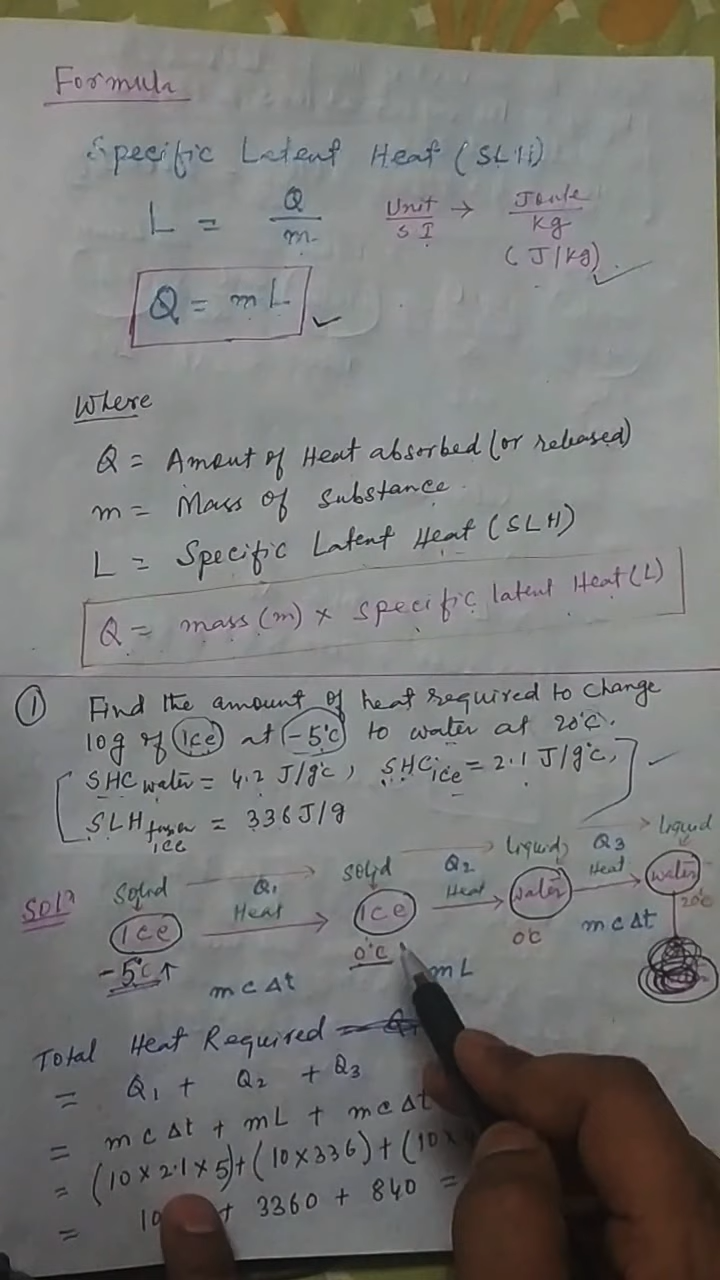 Formula
Specific Latent Heat (SLH)
L = Q/m Unit/SI → Joule/kg
(J/kg)
Q = mL
Where
Q = Amount of Heat absorbed (or released)
m = Mass of Substance.
L = Specific Latent Heat (SLH)
Q = mass (m) × specific latent Heat (L)
① Find the amount of heat required to change
10g of Ice at -5°C to water at 20°C.
SHC water = 4.2 J/g°C, SHC ice = 2.1 J/g°C,
SLH fusion ice = 336 J/g
Solid Solid liquid liquid
Solⁿ Ice Q1 Heat Ice Q2 Heat water Q3 Heat water
-5°C ↑ 0°C 0°C 20°C
mcΔt mL mcΔt
Total Heat Required =
= Q1 + Q2 + Q3
= mcΔt + mL + mcΔt
= (10 × 2.1 × 5) + (10 × 336) + (10 ×
= 10 + 3360 + 840 =